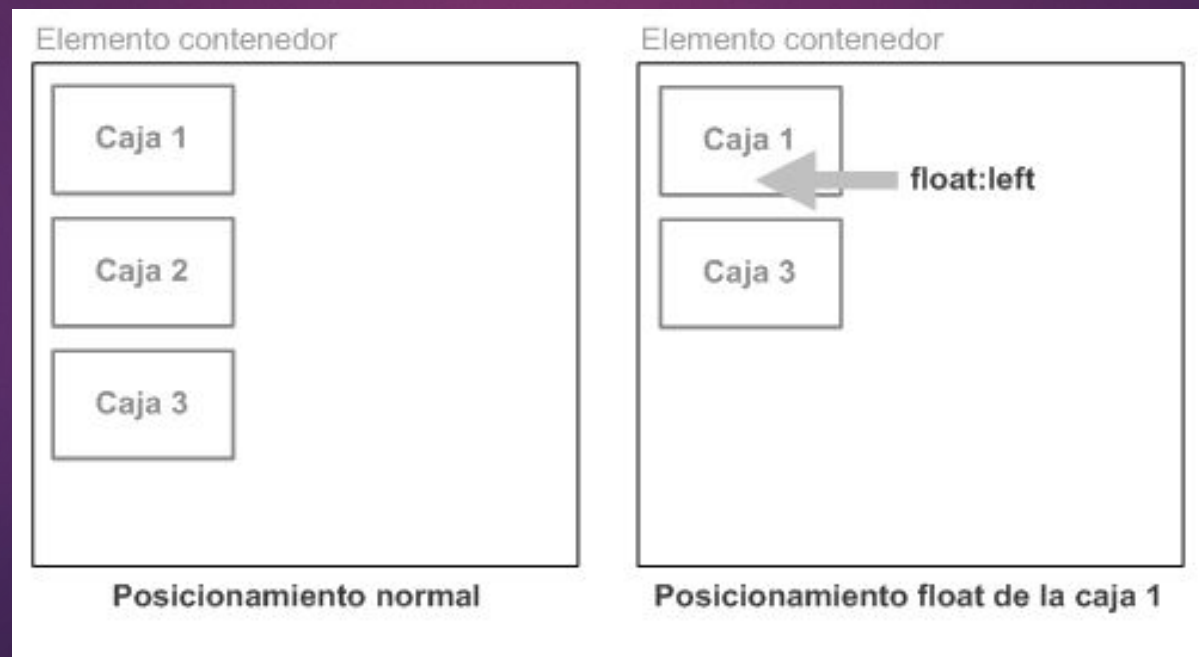 Elemento contenedor
Caja 1
Caja 2
Caja 3
Posicionamiento normal
Elemento contenedor
Caja 1
float:left
Caja 3
Posicionamiento float de la caja 1